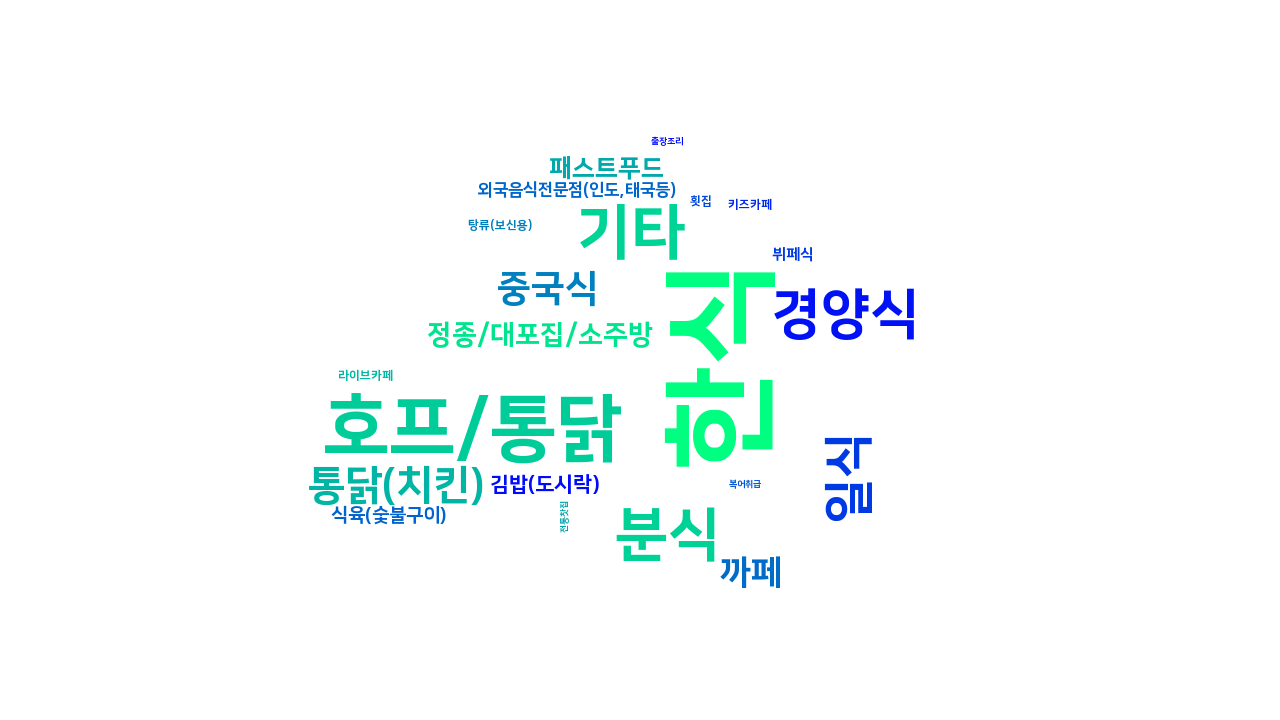 출장조리
패스트푸드
외국음식전문점(인도,태국등)
횟집
키즈카페
탕류(보신용)
기타
뷔페식
중국식
한식
경양식
정종/대포집/소주방
라이브카페
호프/통닭
통닭(치킨)
김밥(도시락)
일식
복어취급
식육(숯불구이)
전통찻집
분식
까페